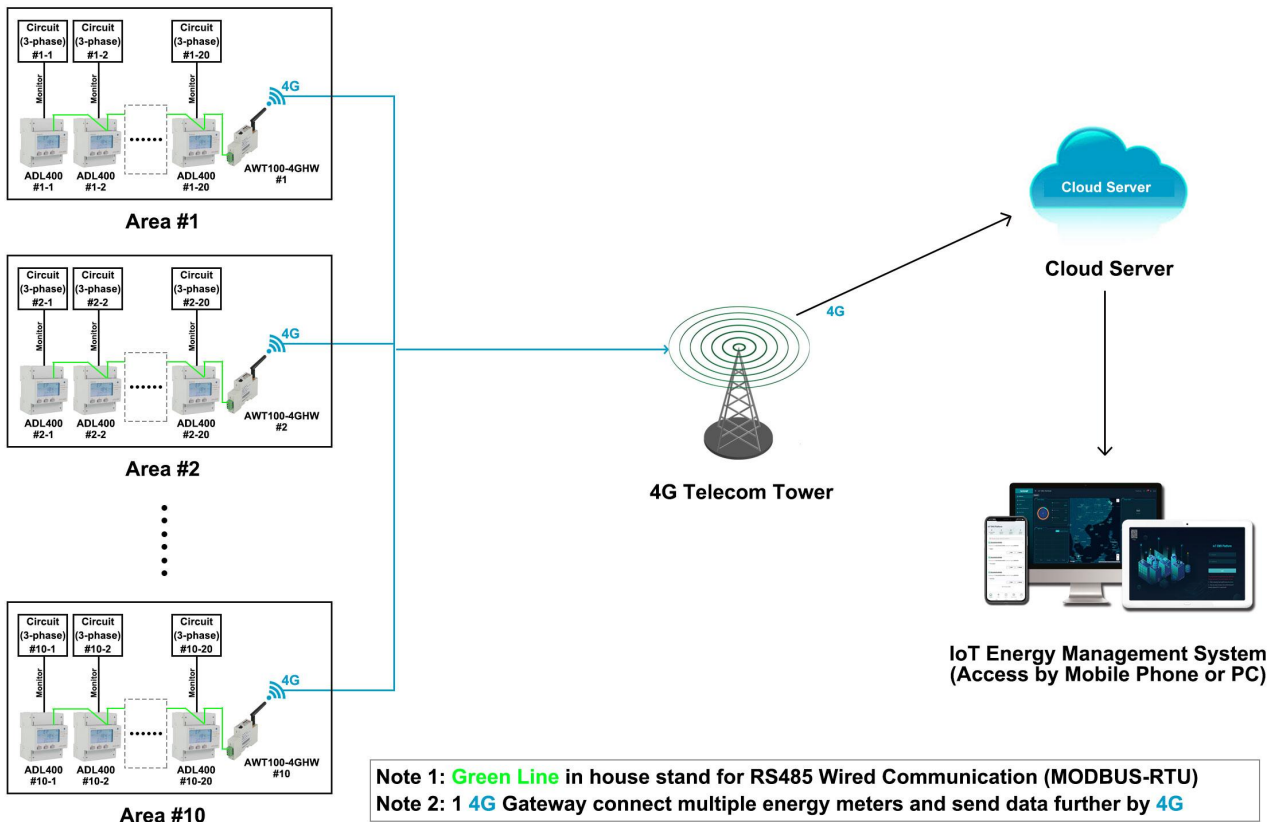 Circuit
(3-phase)
#1-1
Circuit
(3-phase)
#1-2
Circuit
(3-phase)
#1-20
Monitor
Monitor
Monitor
4G
ADL400
#1-1
ADL400
#1-2
ADL400
#1-20
AWT100-4GHW
#1
Area #1
Circuit
(3-phase)
#2-1
Circuit
(3-phase)
#2-2
Circuit
(3-phase)
#2-20
Monitor
Monitor
Monitor
4G
ADL400
#2-1
ADL400
#2-2
ADL400
#2-20
AWT100-4GHW
#2
Area #2
Circuit
(3-phase)
#10-1
Circuit
(3-phase)
#10-2
Circuit
(3-phase)
#10-20
Monitor
Monitor
Monitor
4G
ADL400
#10-1
ADL400
#10-2
ADL400
#10-20
AWT100-4GHW
#10
Area #10
4G Telecom Tower
4G
Cloud Server
Cloud Server
IoT Energy Management System
(Access by Mobile Phone or PC)
Note 1: Green Line in house stand for RS485 Wired Communication (MODBUS-RTU)
Note 2: 1 4G Gateway connect multiple energy meters and send data further by 4G